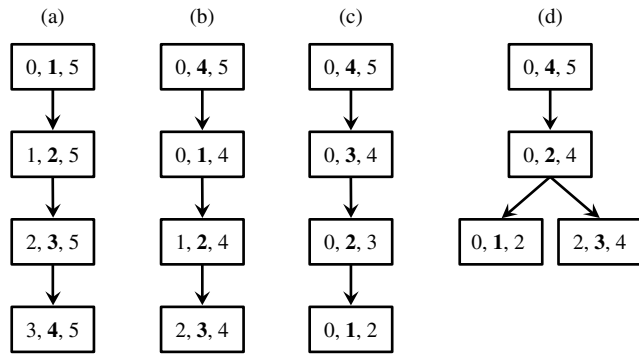 (a) (b) (c) (d)
0, 1, 5 0, 4, 5 0, 4, 5 0, 4, 5
1, 2, 5 0, 1, 4 0, 3, 4 0, 2, 4
2, 3, 5 1, 2, 4 0, 2, 3 0, 1, 2 2, 3, 4
3, 4, 5 2, 3, 4 0, 1, 2